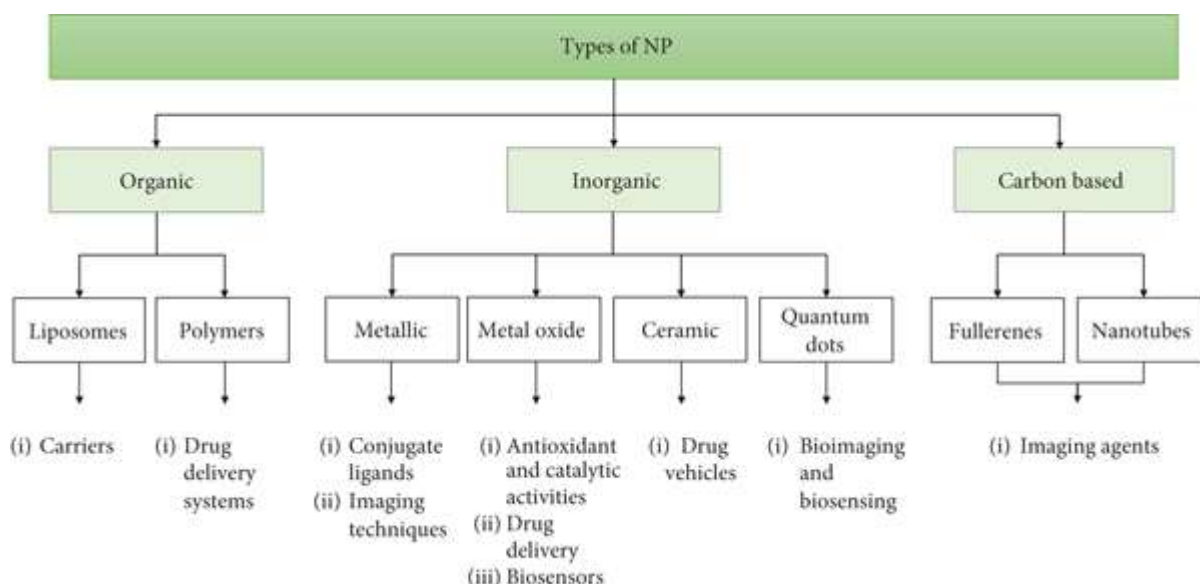 Types of NP
Organic
Inorganic
Carbon based
Liposomes
Polymers
Metallic
Metal oxide
Ceramic
Quantum
dots
Fullerenes
Nanotubes
(i) Carriers
(i) Drug
delivery
systems
(i) Conjugate
ligands
(ii) Imaging
techniques
(i) Antioxidant
and catalytic
activities
(ii) Drug
delivery
(iii) Biosensors
(i) Drug
vehicles
(i) Bioimaging
and
biosensing
(i) Imaging agents